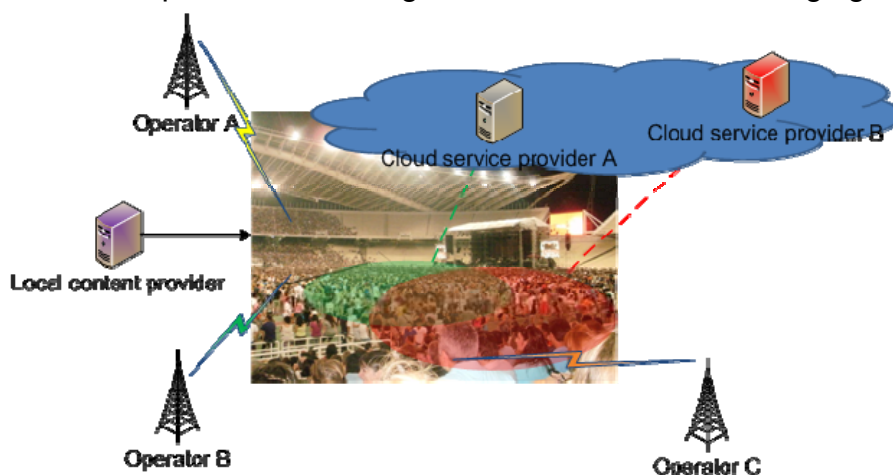 Operator A
Cloud service provider A
Cloud service provider B
Local content provider
Operator B
Operator C